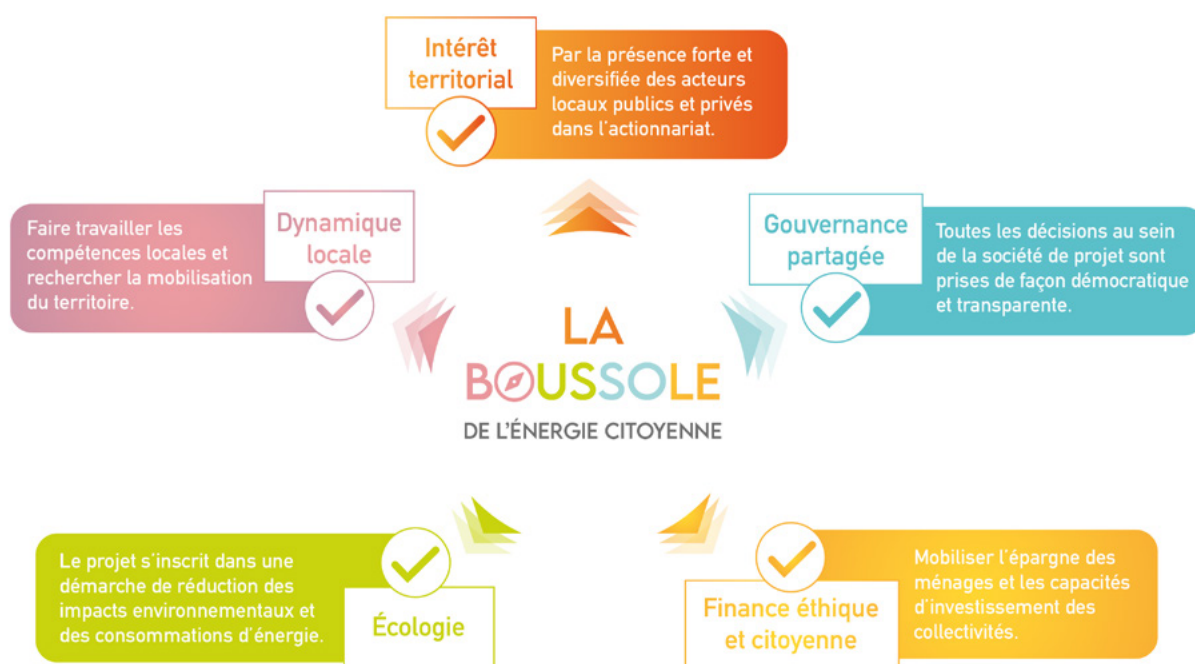 Intérêt
territorial
Par la présence forte et
diversifiée des acteurs
locaux publics et privés
dans l'actionnariat.
Faire travailler les
compétences locales et
rechercher la mobilisation
du territoire.
Dynamique
locale
Gouvernance
partagée
Toutes les décisions au sein
de la société de projet sont
prises de façon démocratique
et transparente.
LA
BOUSSOLE
DE L'ÉNERGIE CITOYENNE
Le projet s'inscrit dans une
démarche de réduction des
impacts environnementaux et
des consommations d'énergie.
Écologie
Finance éthique
et citoyenne
Mobiliser l'épargne des
ménages et les capacités
d'investissement des
collectivités.